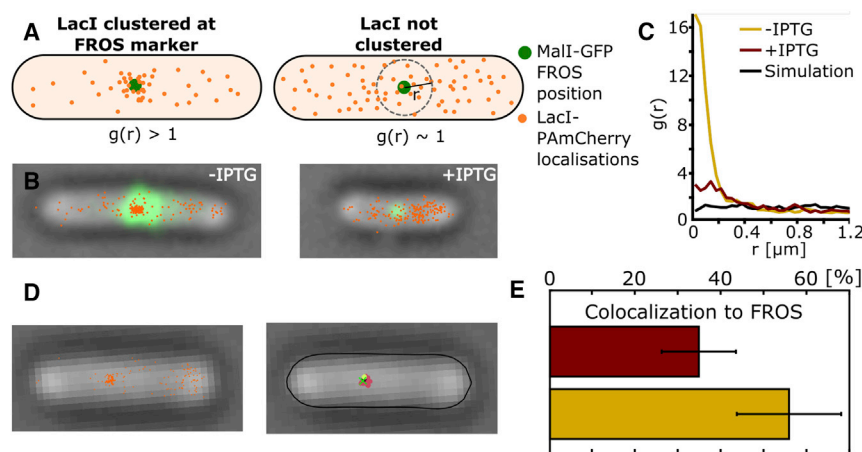 A
LacI clustered at
FROS marker
g(r) > 1
LacI not
clustered
r
g(r) ~ 1
MalI-GFP
FROS
position
LacI-
PAmCherry
localisations
B
-IPTG
+IPTG
C
-IPTG
+IPTG
Simulation
g(r)
16
12
8
4
0
0 0.4 0.8 1.2
r [µm]
D
E
0 20 40 60 [%]
Colocalization to FROS